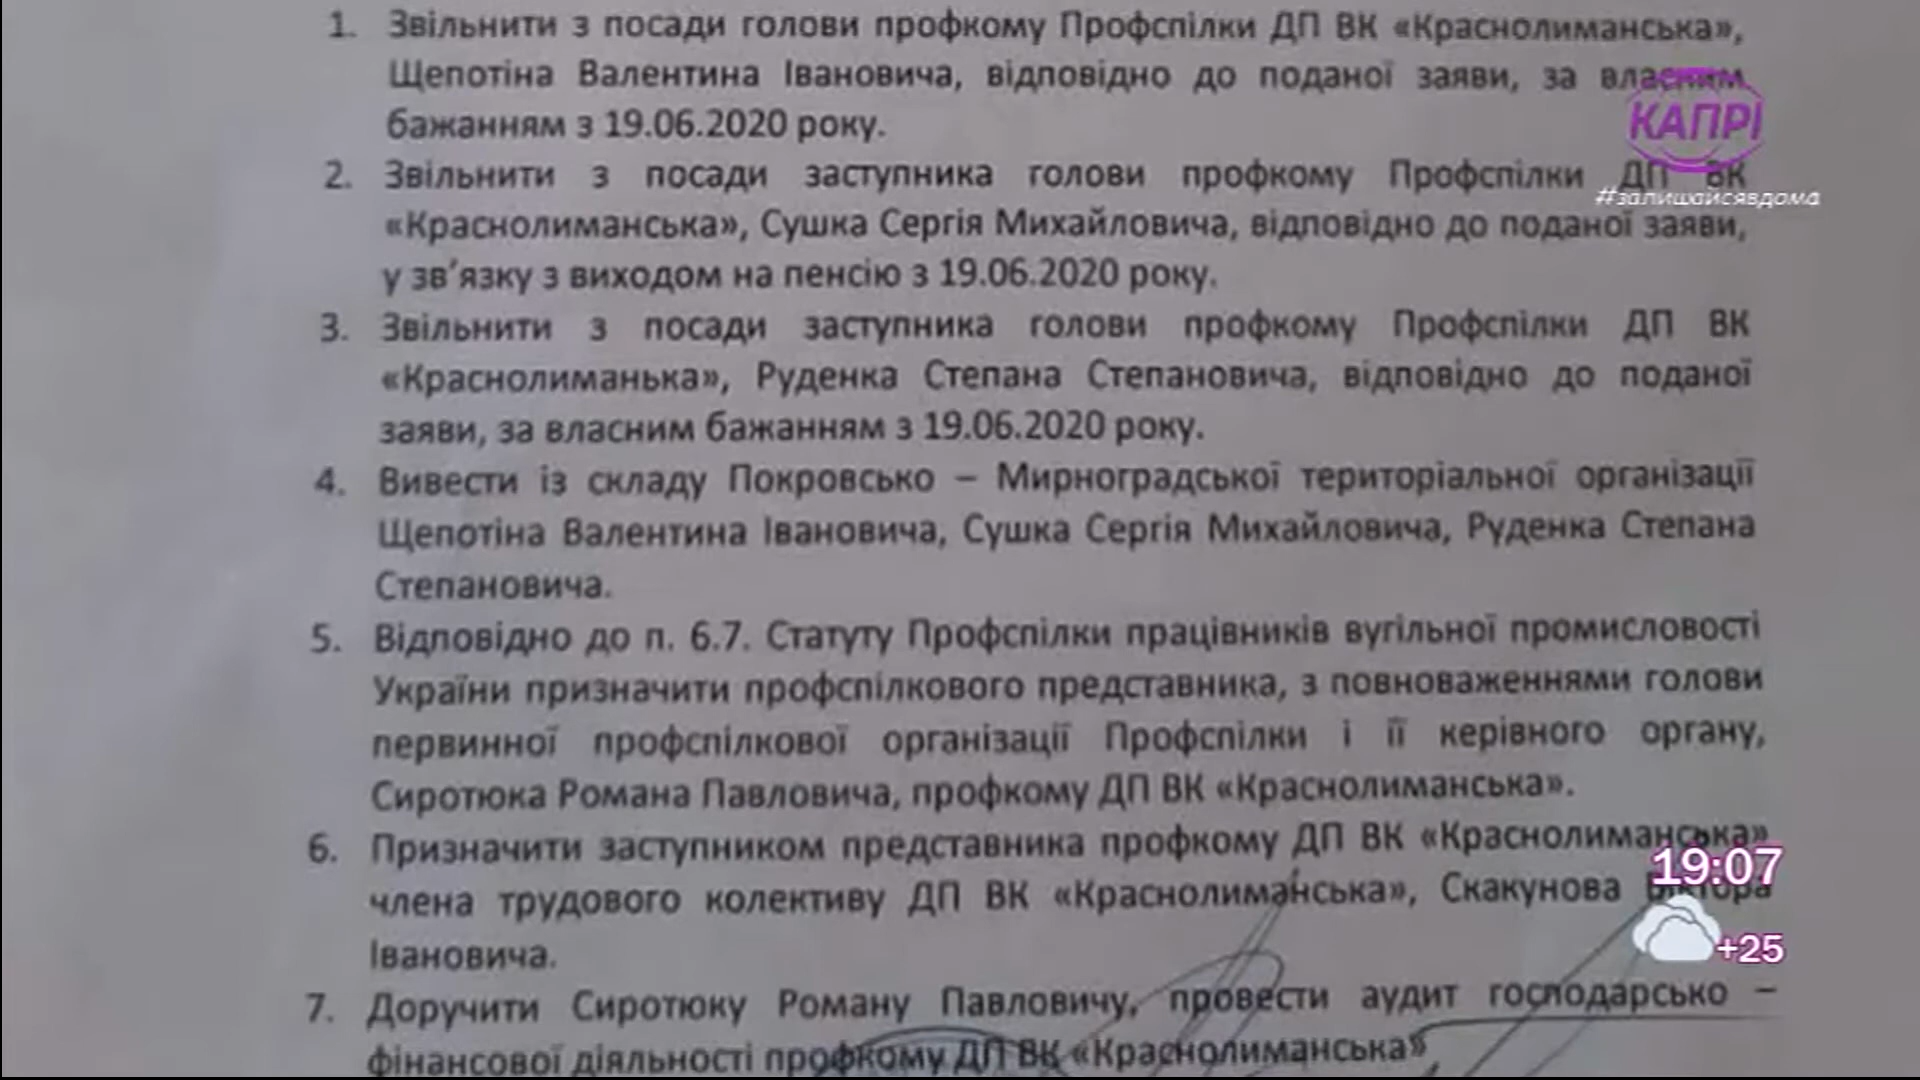 1. Звільнити з посади голови профкому Профспілки ДП ВК «Краснолиманська»,
Щепотіна Валентина Івановича, відповідно до поданої заяви, за власним
бажанням з 19.06.2020 року.
КАПРІ
#залишайсявдома
2. Звільнити з посади заступника голови профкому Профспілки ДП ВК
«Краснолиманська», Сушка Сергія Михайловича, відповідно до поданої заяви,
у зв’язку з виходом на пенсію з 19.06.2020 року.
3. Звільнити з посади заступника голови профкому Профспілки ДП ВК
«Краснолиманька», Руденка Степана Степановича, відповідно до поданої
заяви, за власним бажанням з 19.06.2020 року.
4. Вивести із складу Покровсько – Мирноградської територіальної організації
Щепотіна Валентина Івановича, Сушка Сергія Михайловича, Руденка Степана
Степановича.
5. Відповідно до п. 6.7. Статуту Профспілки працівників вугільної промисловості
України призначити профспілкового представника, з повноваженнями голови
первинної профспілкової організації Профспілки і її керівного органу,
Сиротюка Романа Павловича, профкому ДП ВК «Краснолиманська».
6. Призначити заступником представника профкому ДП ВК «Краснолиманська»
члена трудового колективу ДП ВК «Краснолиманська», Скакунова Віктора
Івановича.
19:07
+25
7. Доручити Сиротюку Роману Павловичу, провести аудит господарсько –
фінансової діяльності профкому ДП ВК «Краснолиманська»